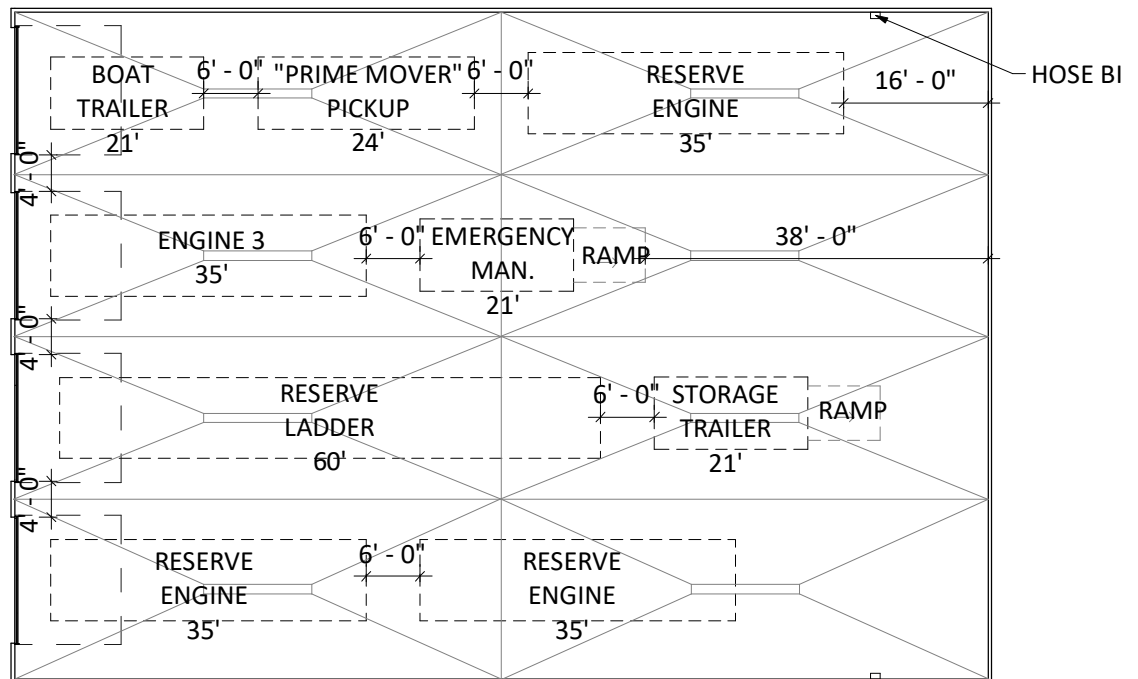 BOAT
TRAILER
21'
6' - 0"
"PRIME MOVER"
PICKUP
24'
6' - 0"
RESERVE
ENGINE
35'
16' - 0"
HOSE BI
4' - 0"
ENGINE 3
35'
6' - 0"
EMERGENCY
MAN.
21'
RAMP
38' - 0"
4' - 0"
RESERVE
LADDER
60'
6' - 0"
STORAGE
TRAILER
21'
RAMP
4' - 0"
RESERVE
ENGINE
35'
6' - 0"
RESERVE
ENGINE
35'